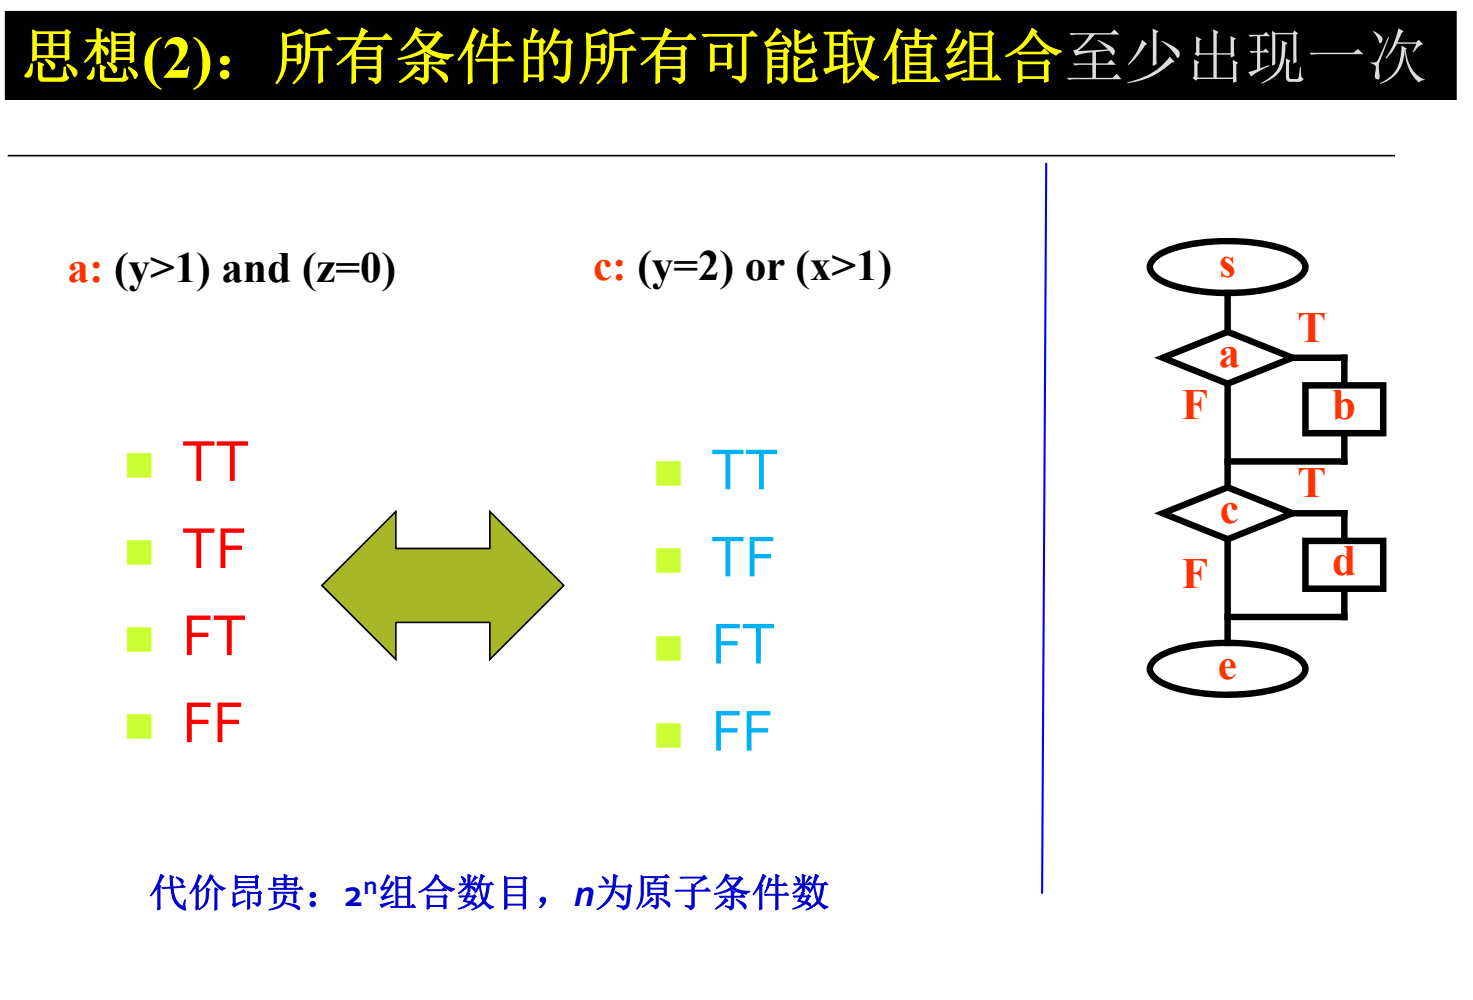 思想(2)：所有条件的所有可能取值组合至少出现一次
a: (y>1) and (z=0)
c: (y=2) or (x>1)
TT
TF
FT
FF
TT
TF
FT
FF
代价昂贵：2ⁿ组合数目，n为原子条件数
s
T
a
F
b
T
c
F
d
e